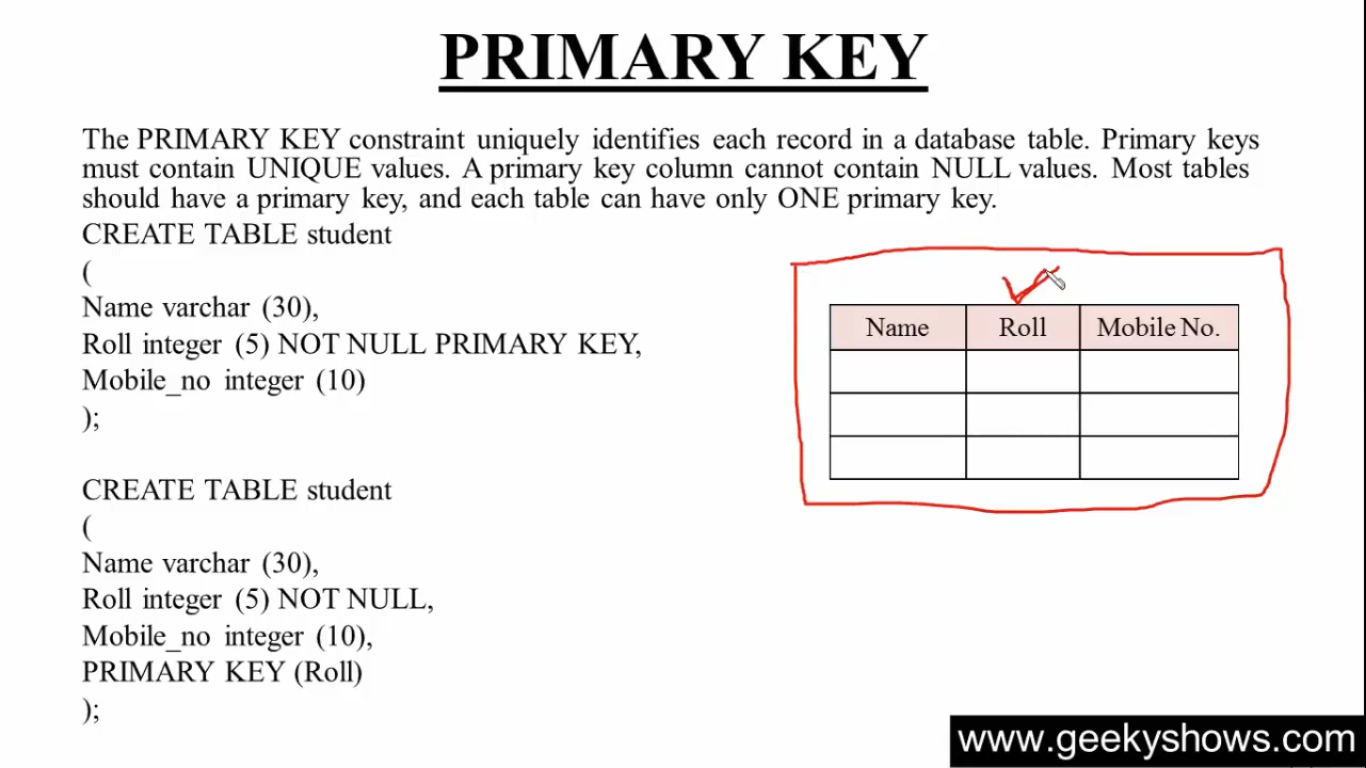 PRIMARY KEY
The PRIMARY KEY constraint uniquely identifies each record in a database table. Primary keys
must contain UNIQUE values. A primary key column cannot contain NULL values. Most tables
should have a primary key, and each table can have only ONE primary key.
CREATE TABLE student
(
Name varchar (30),
Roll integer (5) NOT NULL PRIMARY KEY,
Mobile_no integer (10)
);
CREATE TABLE student
(
Name varchar (30),
Roll integer (5) NOT NULL,
Mobile_no integer (10),
PRIMARY KEY (Roll)
);
Name Roll Mobile No.
www.geekyshows.com